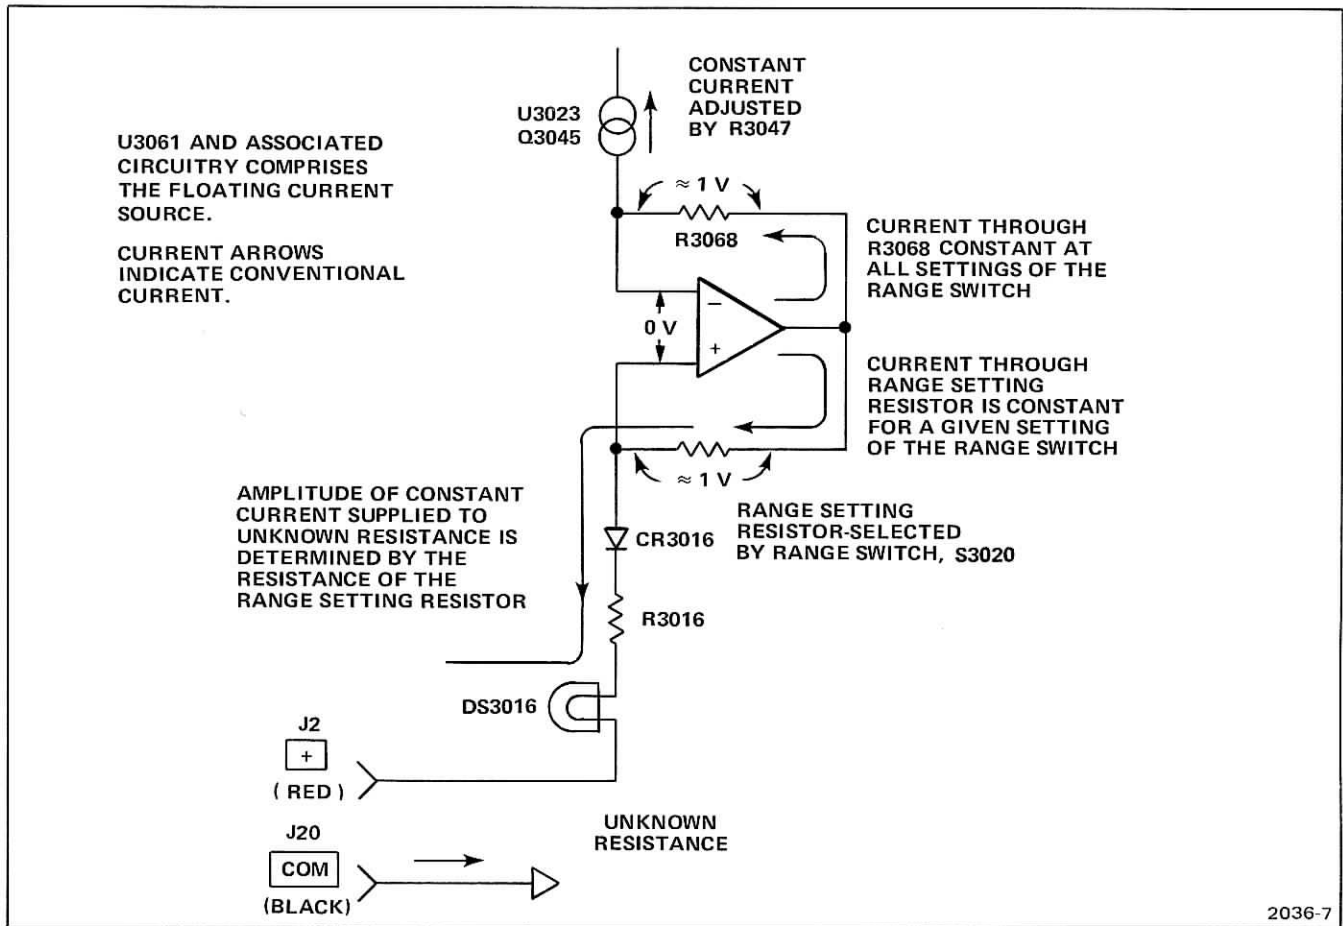 U3061 AND ASSOCIATED
CIRCUITRY COMPRISES
THE FLOATING CURRENT
SOURCE.
CURRENT ARROWS
INDICATE CONVENTIONAL
CURRENT.
U3023
Q3045
CONSTANT
CURRENT
ADJUSTED
BY R3047
≈ 1 V
R3068
CURRENT THROUGH
R3068 CONSTANT AT
ALL SETTINGS OF THE
RANGE SWITCH
−
0 V
+
CURRENT THROUGH
RANGE SETTING
RESISTOR IS CONSTANT
FOR A GIVEN SETTING
OF THE RANGE SWITCH
≈ 1 V
AMPLITUDE OF CONSTANT
CURRENT SUPPLIED TO
UNKNOWN RESISTANCE IS
DETERMINED BY THE
RESISTANCE OF THE
RANGE SETTING RESISTOR
RANGE SETTING
RESISTOR-SELECTED
BY RANGE SWITCH, S3020
CR3016
R3016
DS3016
J2
+
( RED )
J20
COM
(BLACK)
UNKNOWN
RESISTANCE
2036-7